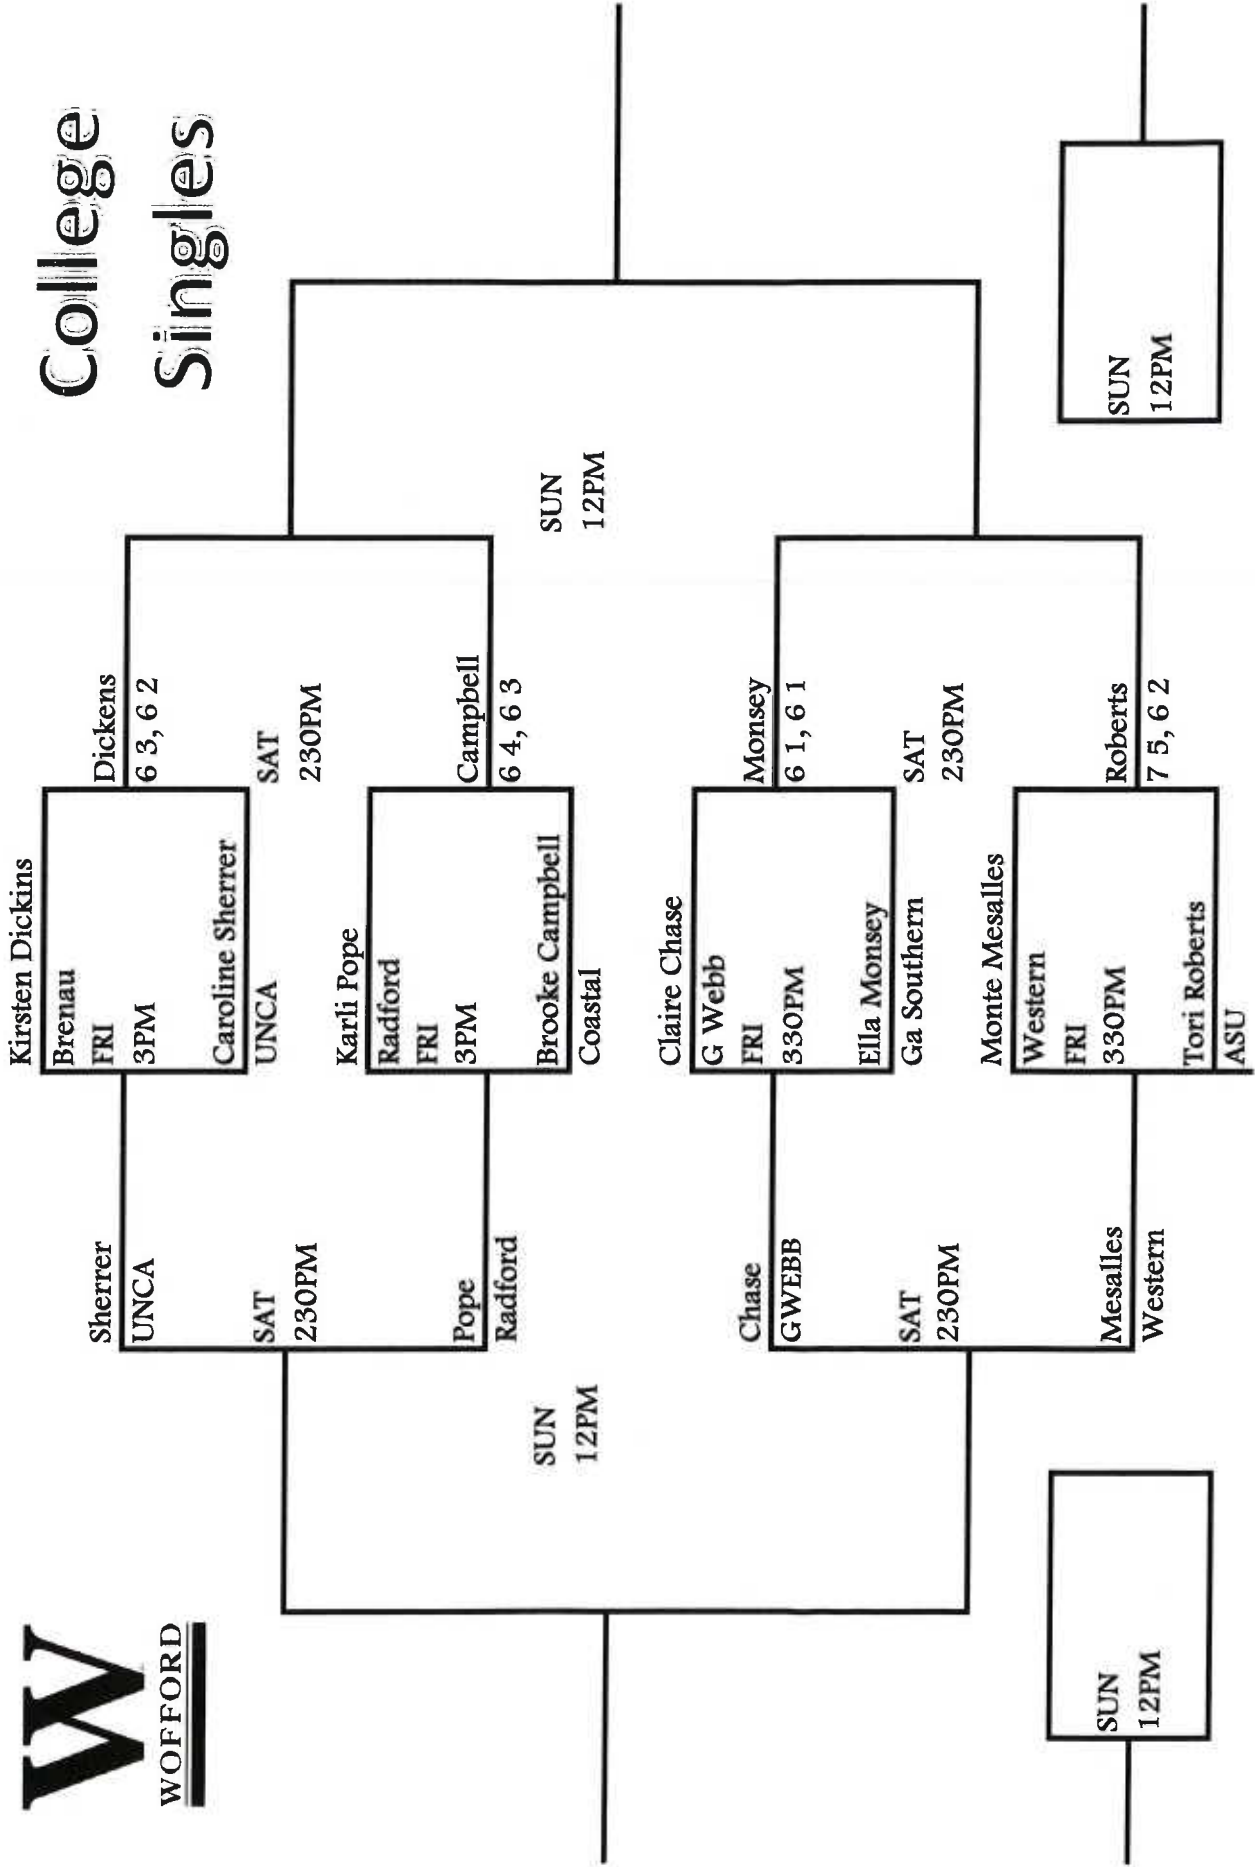 W
WOFFORD
College
Singles
Kirsten Dickins
Brenau
FRI
3PM
Caroline Sherrer
UNCA
Sherrer
UNCA
SAT
230PM
Pope
Radford
Dickens
6 3, 6 2
SAT
230PM
Campbell
6 4, 6 3
Karli Pope
Radford
FRI
3PM
Brooke Campbell
Coastal
SUN
12PM
SUN
12PM
Claire Chase
G Webb
FRI
330PM
Ella Monsey
Ga Southern
Chase
GWEBB
SAT
230PM
Mesalles
Western
Monsey
6 1, 6 1
SAT
230PM
Roberts
7 5, 6 2
Monte Mesalles
Western
FRI
330PM
Tori Roberts
ASU
SUN
12PM
SUN
12PM